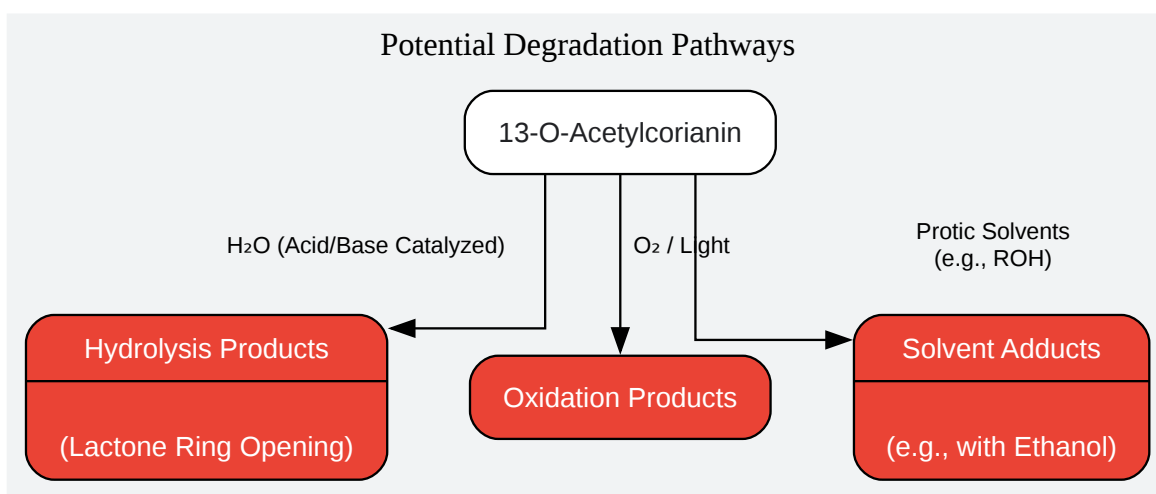 Potential Degradation Pathways
13-O-Acetylcorianin
H₂O (Acid/Base Catalyzed)
O₂ / Light
Protic Solvents
(e.g., ROH)
Hydrolysis Products
(Lactone Ring Opening)
Oxidation Products
Solvent Adducts
(e.g., with Ethanol)